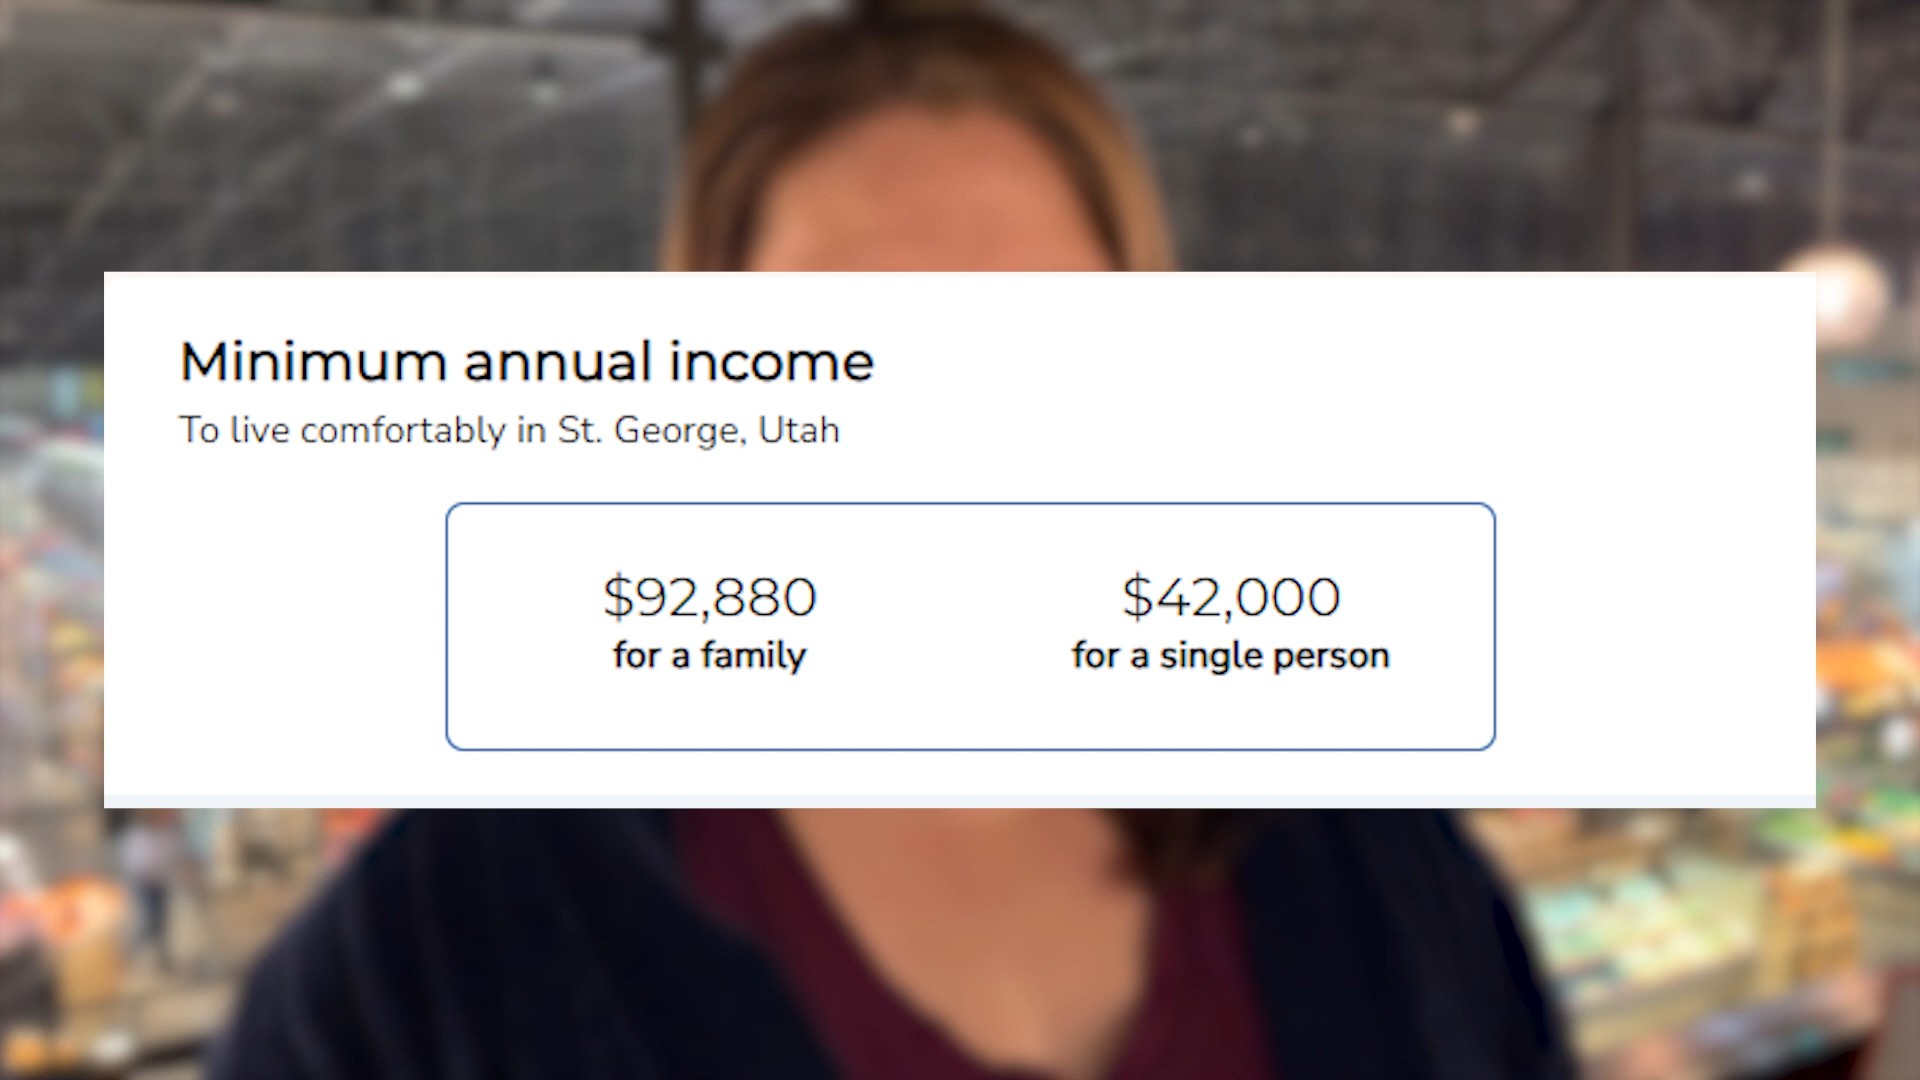 Minimum annual income
To live comfortably in St. George, Utah
$92,880 $42,000
for a family for a single person